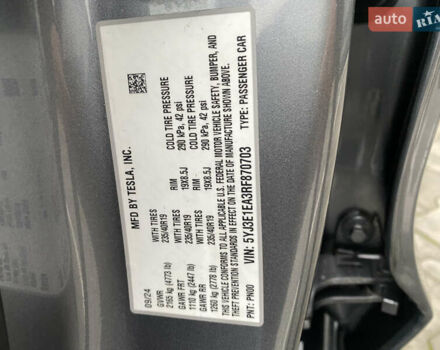 auto
RIA
MFD BY TESLA, INC.
COLD TIRE PRESSURE
290 kPa, 42 psi
COLD TIRE PRESSURE
290 kPa, 42 psi
09/24
GVWR
2165 kg (4773 lb)
GAWR FRT
1110 kg (2447 lb)
GAWR RR
1260 kg (2778 lb)
WITH TIRES
235/40R19
WITH TIRES
235/40R19
RIM
19X8.5J
RIM
19X8.5J
THIS VEHICLE CONFORMS TO ALL APPLICABLE U.S. FEDERAL MOTOR VEHICLE SAFETY, BUMPER, AND
THEFT PREVENTION STANDARDS IN EFFECT ON THE DATE OF MANUFACTURE SHOWN ABOVE.
VIN: 5YJ3E1EA3RF870703
TYPE: PASSENGER CAR
PNT: PN00